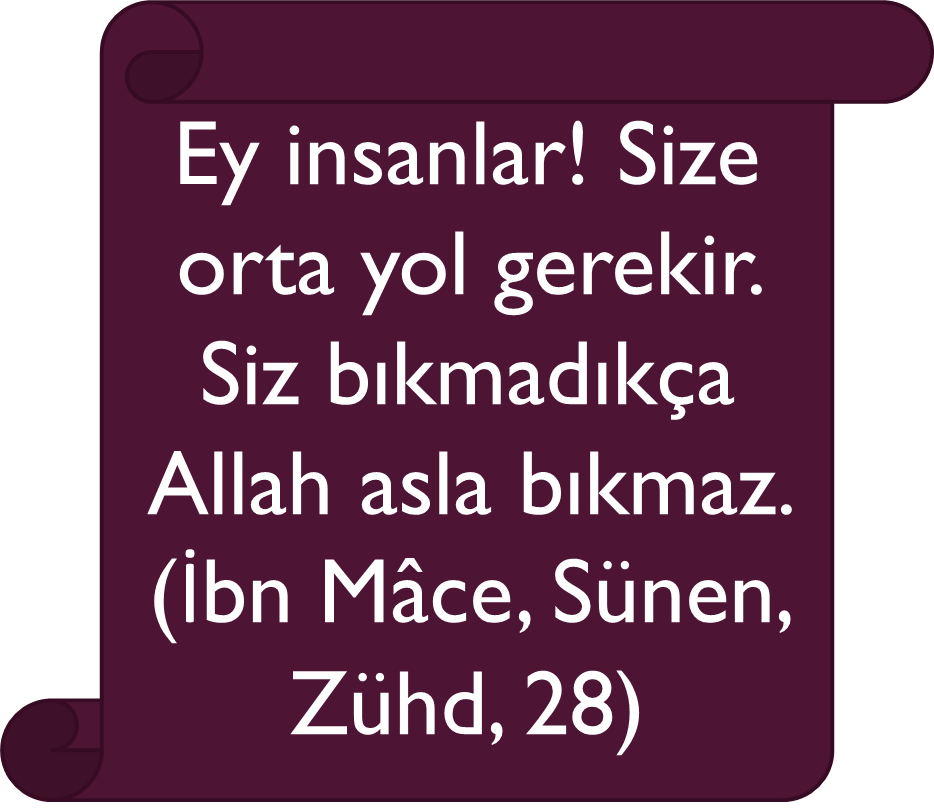 Ey insanlar! Size
orta yol gerekir.
Siz bıkmadıkça
Allah asla bıkmaz.
(İbn Mâce, Sünen,
Zühd, 28)